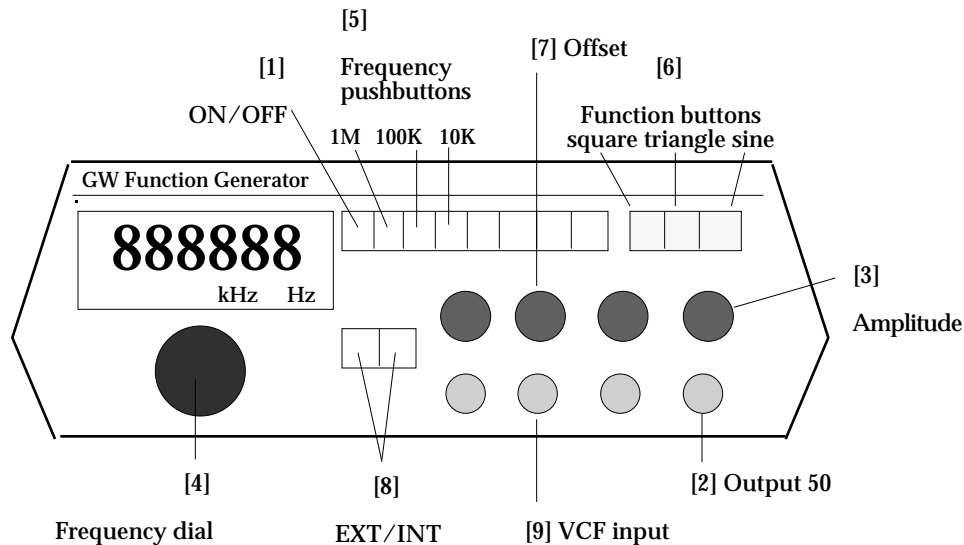 [5]
[7] Offset
[1]
Frequency
pushbuttons
[6]
ON/OFF
Function buttons
square triangle sine
1M 100K 10K
GW Function Generator
888888
kHz Hz
[3]
Amplitude
[4]
[8]
[2] Output 50
Frequency dial
EXT/INT
[9] VCF input